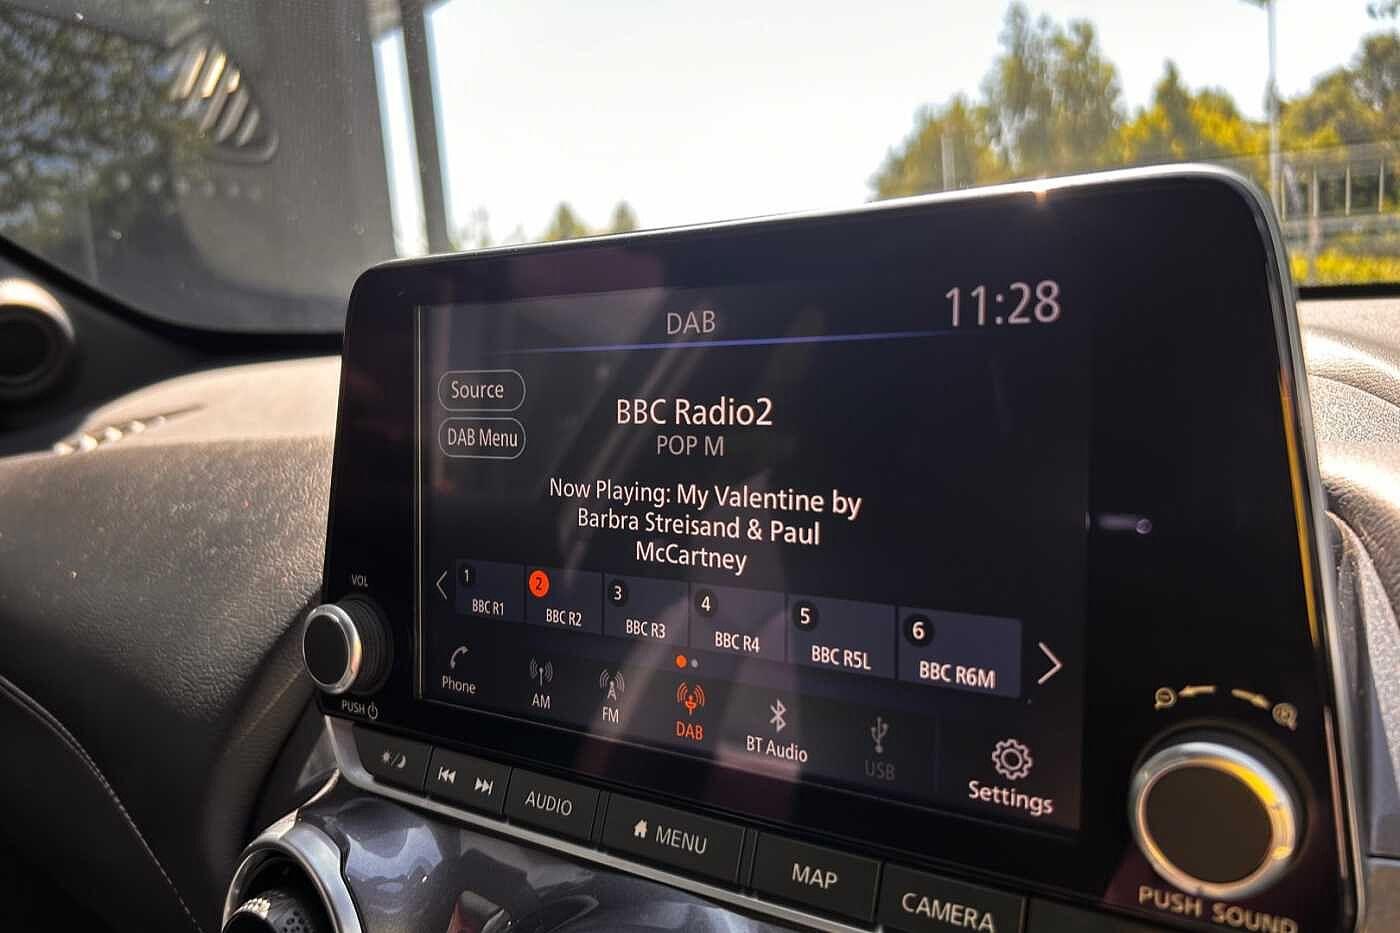 DAB
11:28
Source
DAB Menu
BBC Radio2
POP M
Now Playing: My Valentine by
Barbra Streisand & Paul
McCartney
1
BBC R1
2
BBC R2
3
BBC R3
4
BBC R4
5
BBC R5L
6
BBC R6M
Phone
AM
FM
DAB
BT Audio
USB
Settings
VOL
PUSH
AUDIO
MENU
MAP
CAMERA
PUSH SOUND